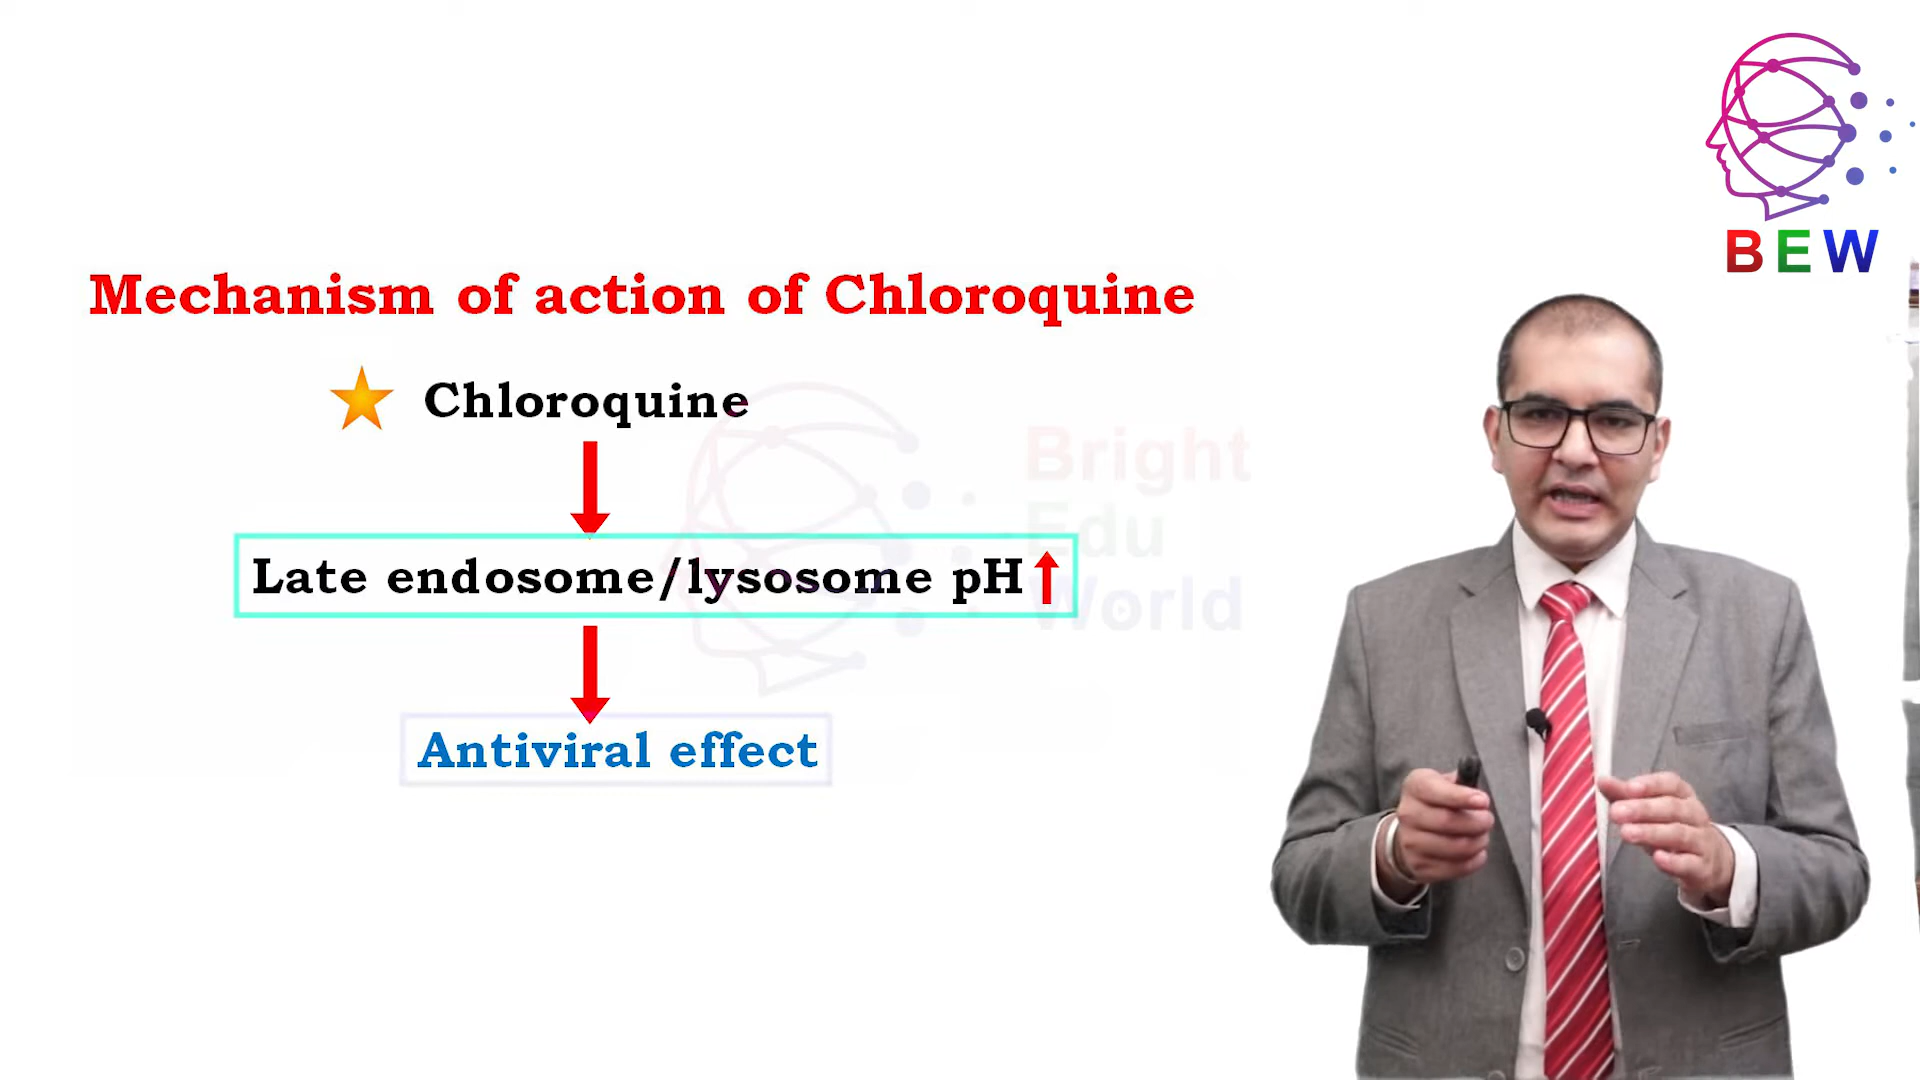 BEW
Mechanism of action of Chloroquine
Chloroquine
Late endosome/lysosome pH
Antiviral effect
Bright
Edu
World